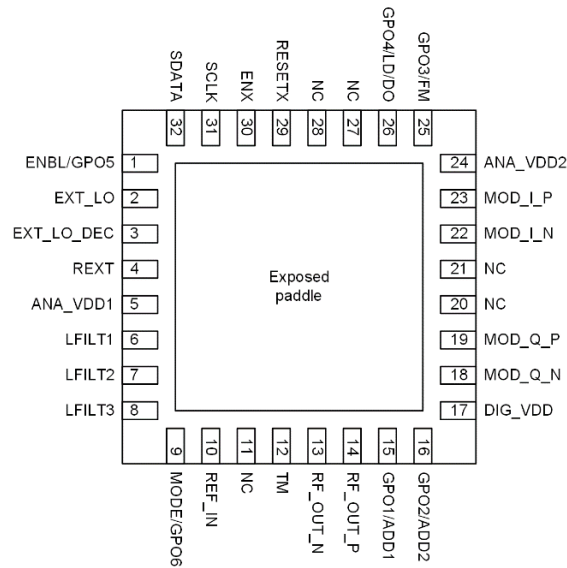 SDATA
SCLK
ENX
RESETX
NC
NC
GPO4/LD/DO
GPO3/FM
32
31
30
29
28
27
26
25
ENBL/GPO5 1
EXT_LO 2
EXT_LO_DEC 3
REXT 4
ANA_VDD1 5
LFILT1 6
LFILT2 7
LFILT3 8
Exposed
paddle
24 ANA_VDD2
23 MOD_I_P
22 MOD_I_N
21 NC
20 NC
19 MOD_Q_P
18 MOD_Q_N
17 DIG_VDD
9
10
11
12
13
14
15
16
MODE/GPO6
REF_IN
NC
TM
RF_OUT_N
RF_OUT_P
GPO1/ADD1
GPO2/ADD2